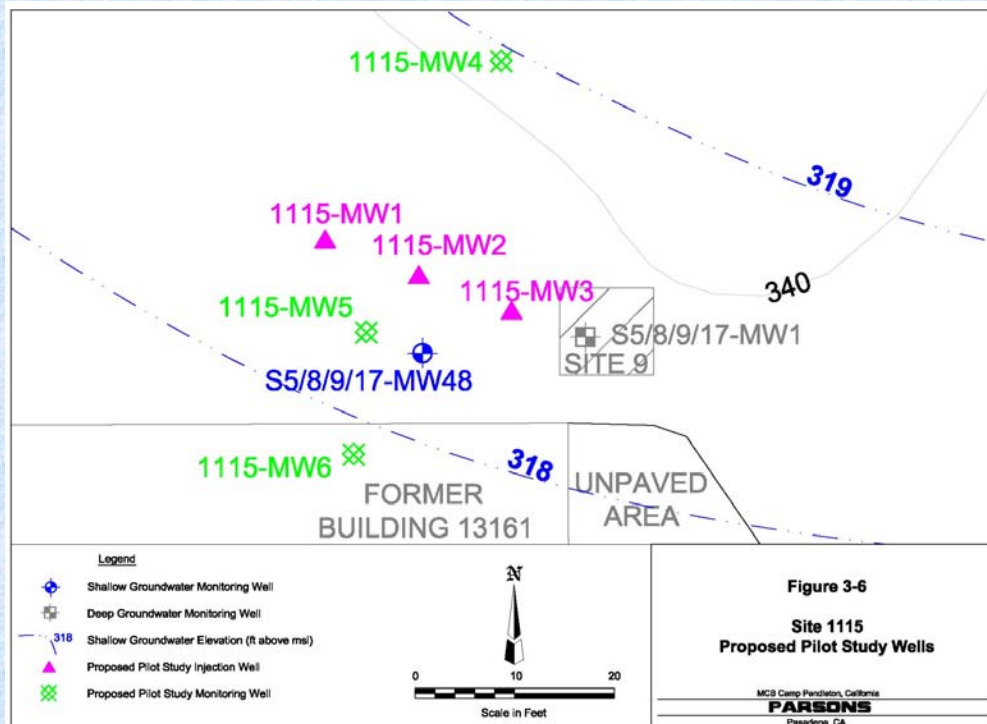 1115-MW4
319
1115-MW1
1115-MW2
340
1115-MW5
1115-MW3
S5/8/9/17-MW1
SITE 9
S5/8/9/17-MW48
1115-MW6
318
FORMER
BUILDING 13161
UNPAVED
AREA
Legend
Shallow Groundwater Monitoring Well
Deep Groundwater Monitoring Well
318
Shallow Groundwater Elevation (ft above msl)
Proposed Pilot Study Injection Well
Proposed Pilot Study Monitoring Well
N
0
10
20
Scale in Feet
Figure 3-6
Site 1115
Proposed Pilot Study Wells
MCB Camp Pendleton, California
PARSONS
Pasadena, CA